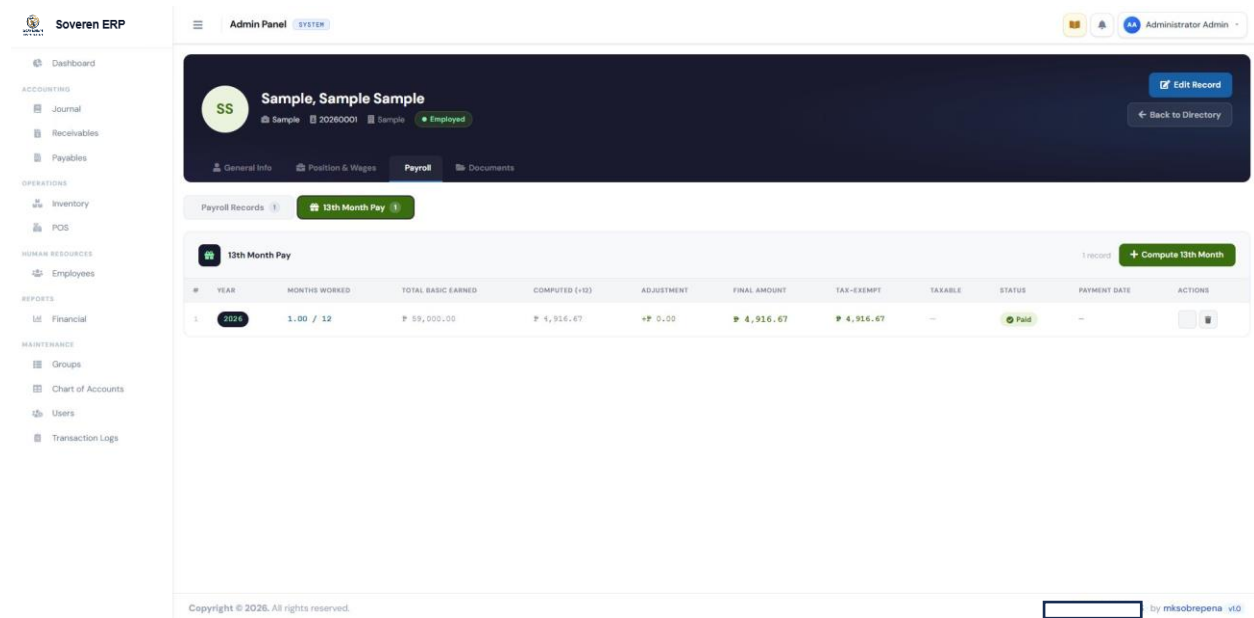 Soveren ERP
Admin Panel SYSTEM
AA Administrator Admin
Dashboard
ACCOUNTING
Journal
Receivables
Payables
OPERATIONS
Inventory
POS
HUMAN RESOURCES
Employees
REPORTS
Financial
MAINTENANCE
Groups
Chart of Accounts
Users
Transaction Logs
SS
Sample, Sample Sample
Sample 20260001 Sample Employed
Edit Record
Back to Directory
General Info Position & Wages Payroll Documents
Payroll Records 1 13th Month Pay 1
13th Month Pay 1 record + Compute 13th Month
# YEAR MONTHS WORKED TOTAL BASIC EARNED COMPUTED (÷12) ADJUSTMENT FINAL AMOUNT TAX-EXEMPT TAXABLE STATUS PAYMENT DATE ACTIONS
1 2026 1.00 / 12 ₱ 59,000.00 ₱ 4,916.67 +₱ 0.00 ₱ 4,916.67 ₱ 4,916.67 — Paid —
Copyright © 2026. All rights reserved. by mksobrepena v1.0